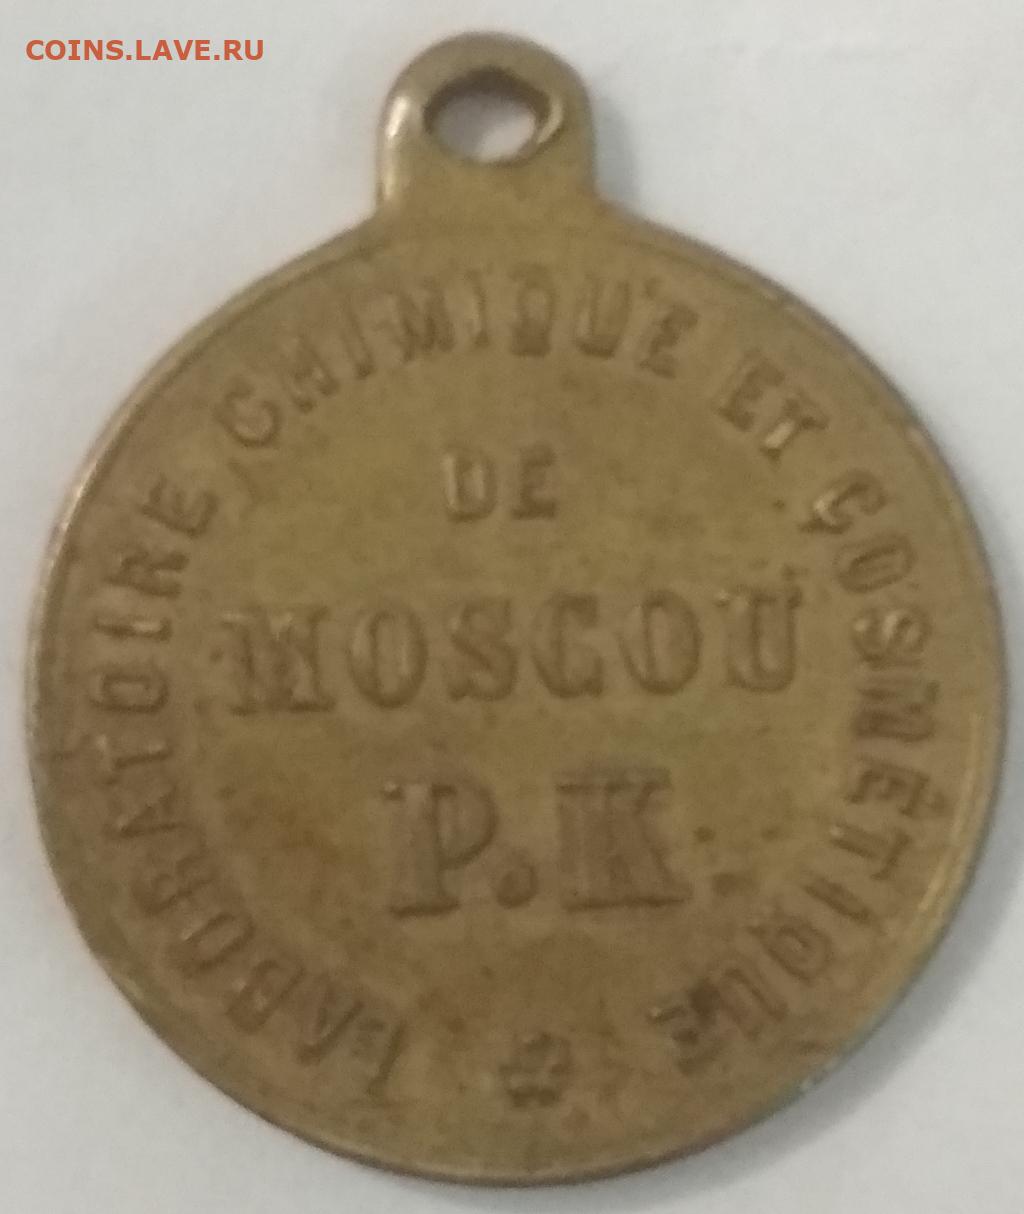 COINS.LAVE.RU
LABORATOIRE CHIMIQUE ET COSMÉTIQUE
DE
MOSCOU
P.K